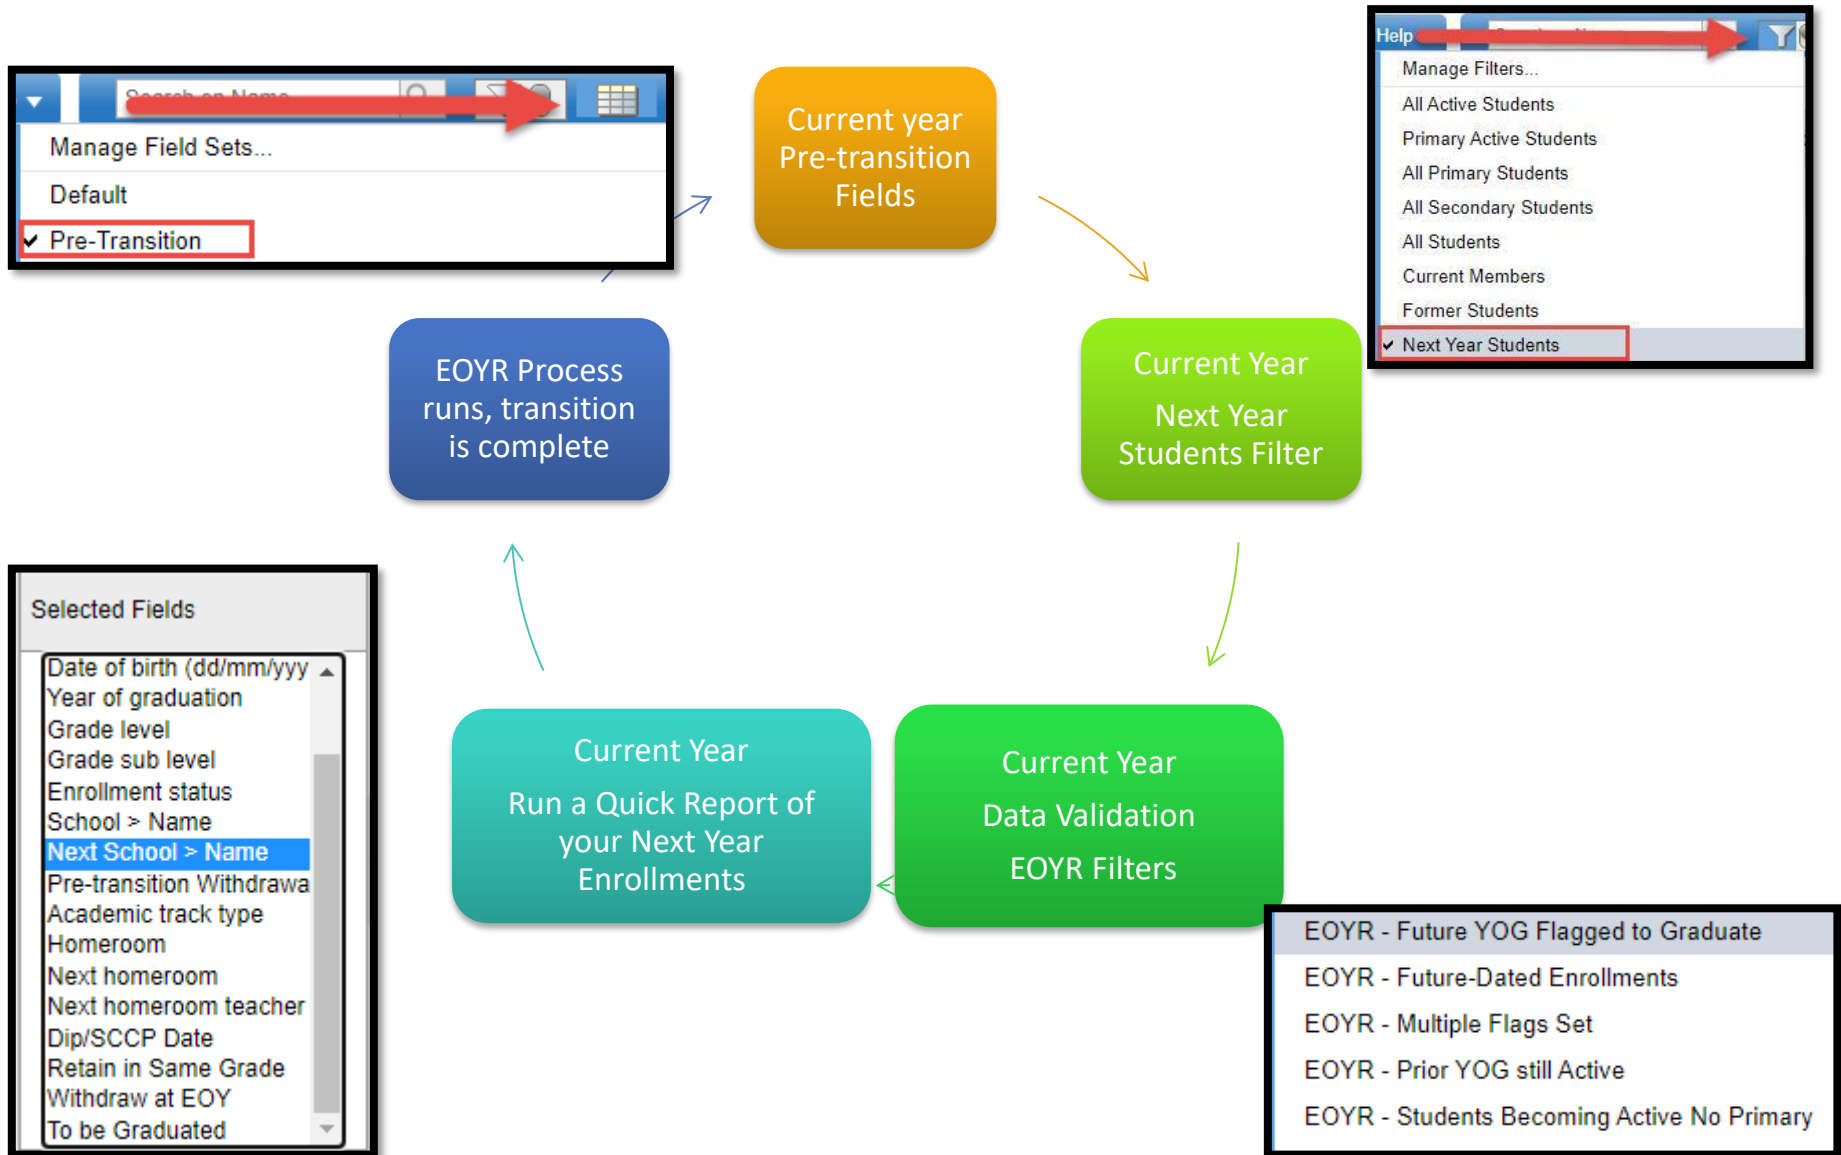 Search on Name
Manage Field Sets...
Default
Pre-Transition
Current year
Pre-transition
Fields
Help
Manage Filters...
All Active Students
Primary Active Students
All Primary Students
All Secondary Students
All Students
Current Members
Former Students
Next Year Students
EOYR Process
runs, transition
is complete
Current Year
Next Year
Students Filter
Selected Fields
Date of birth (dd/mm/yyy
Year of graduation
Grade level
Grade sub level
Enrollment status
School > Name
Next School > Name
Pre-transition Withdrawa
Academic track type
Homeroom
Next homeroom
Next homeroom teacher
Dip/SCCP Date
Retain in Same Grade
Withdraw at EOY
To be Graduated
Current Year
Run a Quick Report of
your Next Year
Enrollments
Current Year
Data Validation
EOYR Filters
EOYR - Future YOG Flagged to Graduate
EOYR - Future-Dated Enrollments
EOYR - Multiple Flags Set
EOYR - Prior YOG still Active
EOYR - Students Becoming Active No Primary